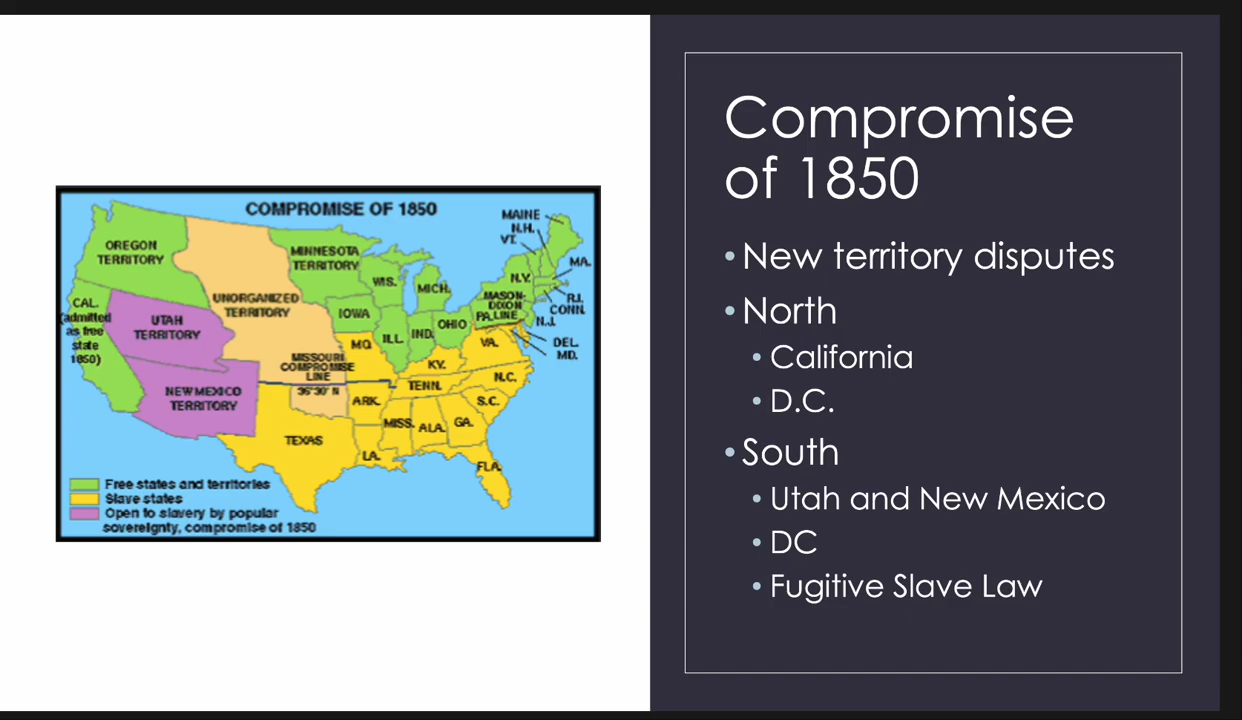 COMPROMISE OF 1850
MAINE
N.H.
VT.
MA.
OREGON
TERRITORY
MINNESOTA
TERRITORY
WIS.
MICH.
N.Y.
R.I.
CONN.
MASON-
DIXON
PA. LINE
N.J.
UNORGANIZED
TERRITORY
CAL.
(admitted
as free
state
1850)
UTAH
TERRITORY
IOWA
ILL.
IND.
OHIO
DEL.
MD.
MO.
VA.
MISSOURI
COMPROMISE
LINE
36°30' N
KY.
N.C.
NEW MEXICO
TERRITORY
ARK.
TENN.
S.C.
MISS.
ALA.
GA.
TEXAS
LA.
FLA.
Free states and territories
Slave states
Open to slavery by popular
sovereignty, compromise of 1850
Compromise
of 1850
• New territory disputes
• North
• California
• D.C.
• South
• Utah and New Mexico
• DC
• Fugitive Slave Law